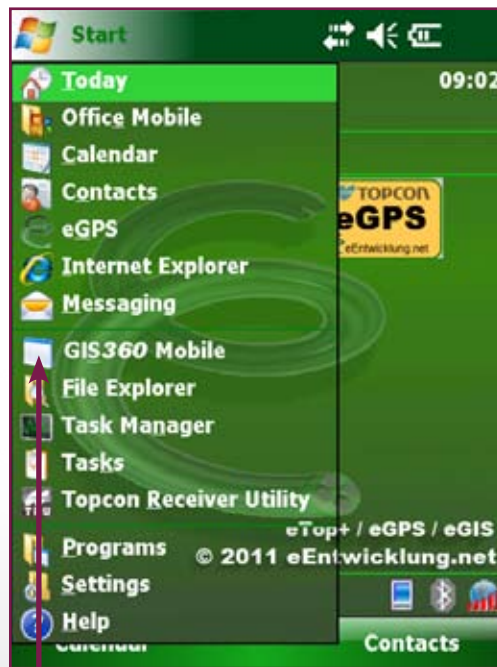 Start
Today
09:02
Office Mobile
Calendar
Contacts
TOPCON
eGPS
eEntwicklung.net
eGPS
Internet Explorer
Messaging
GIS360 Mobile
File Explorer
Task Manager
Tasks
Topcon Receiver Utility
eTop+ / eGPS / eGIS
Programs
© 2011 eEntwicklung.net
Settings
Help
Calendar
Contacts